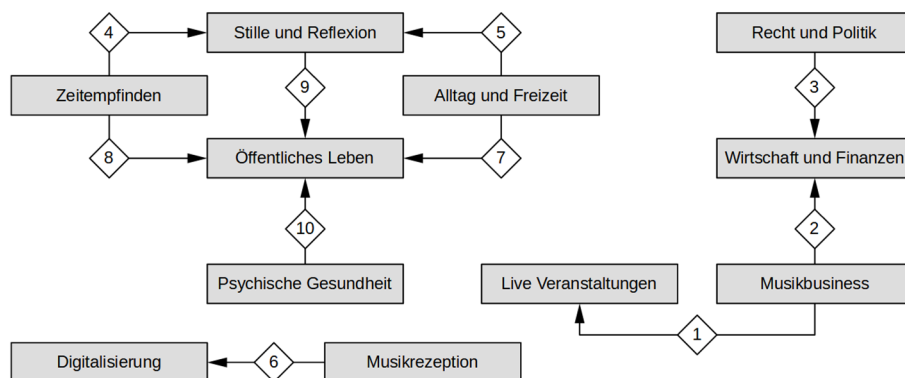 4
Stille und Reflexion
5
Recht und Politik
Zeitempfinden
9
Alltag und Freizeit
3
8
Öffentliches Leben
7
Wirtschaft und Finanzen
10
2
Psychische Gesundheit
Live Veranstaltungen
Musikbusiness
1
Digitalisierung
6
Musikrezeption